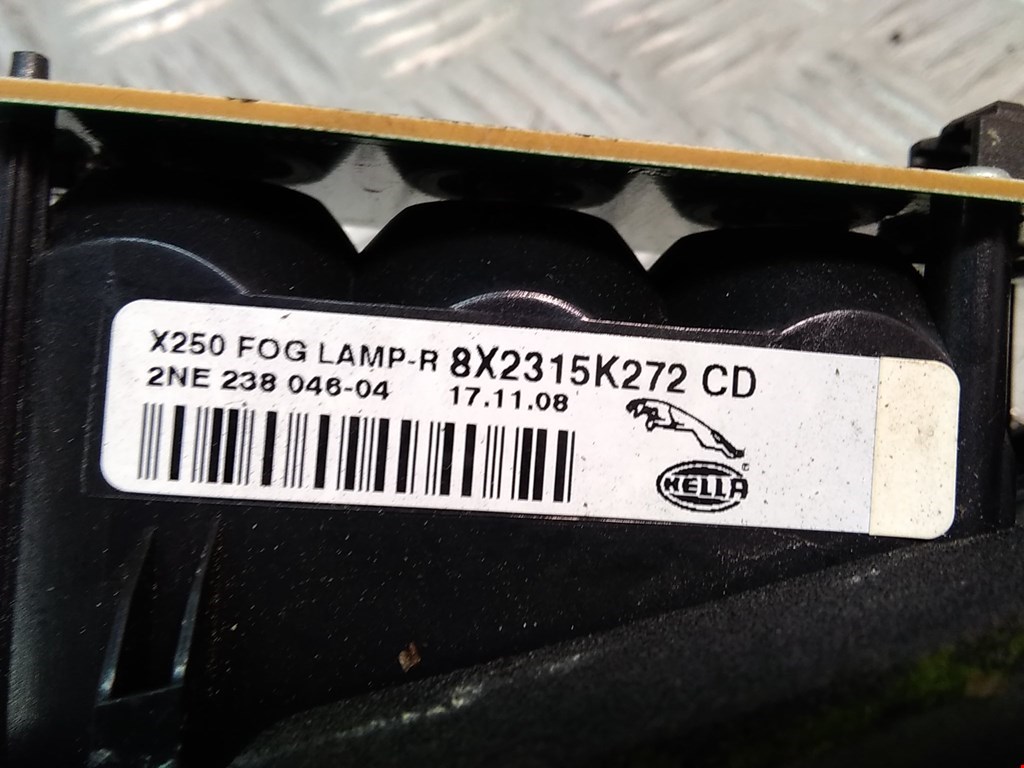 X250 FOG LAMP-R 8X2315K272 CD
2NE 238 046-04 17.11.08
HELLA